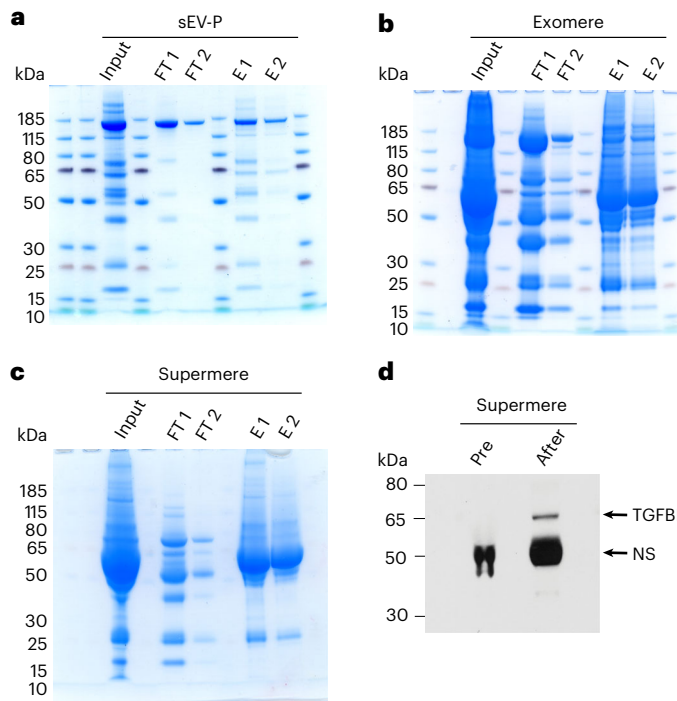 a
sEV-P
Input
FT 1
FT 2
E 1
E 2
kDa
185
115
80
65
50
30
25
15
10
b
Exomere
Input
FT 1
FT 2
E 1
E 2
kDa
185
115
80
65
50
30
25
15
10
c
Supermere
Input
FT 1
FT 2
E 1
E 2
kDa
185
115
80
65
50
30
25
15
10
d
Supermere
Pre
After
kDa
80
65
50
30
TGFB
NS